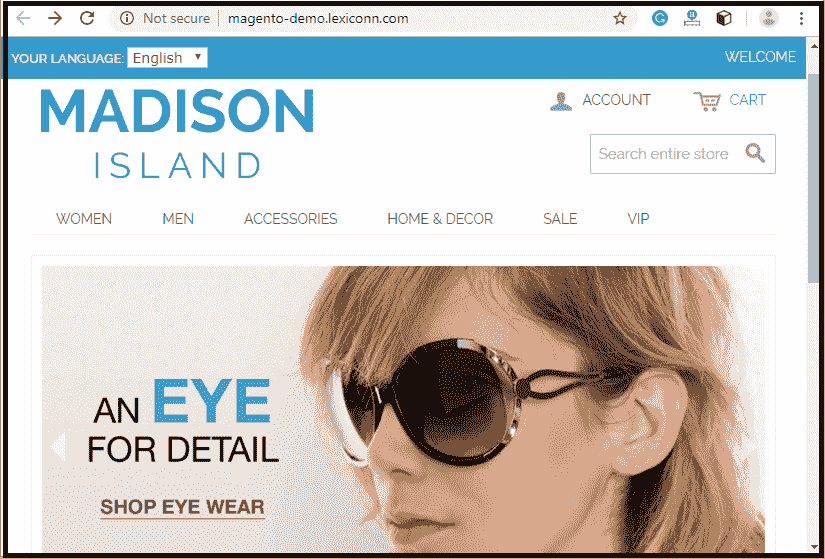 Not secure magento-demo.lexiconn.com
YOUR LANGUAGE: English WELCOME
MADISON
ISLAND
ACCOUNT CART
Search entire store
WOMEN MEN ACCESSORIES HOME & DECOR SALE VIP
AN EYE
FOR DETAIL
SHOP EYE WEAR